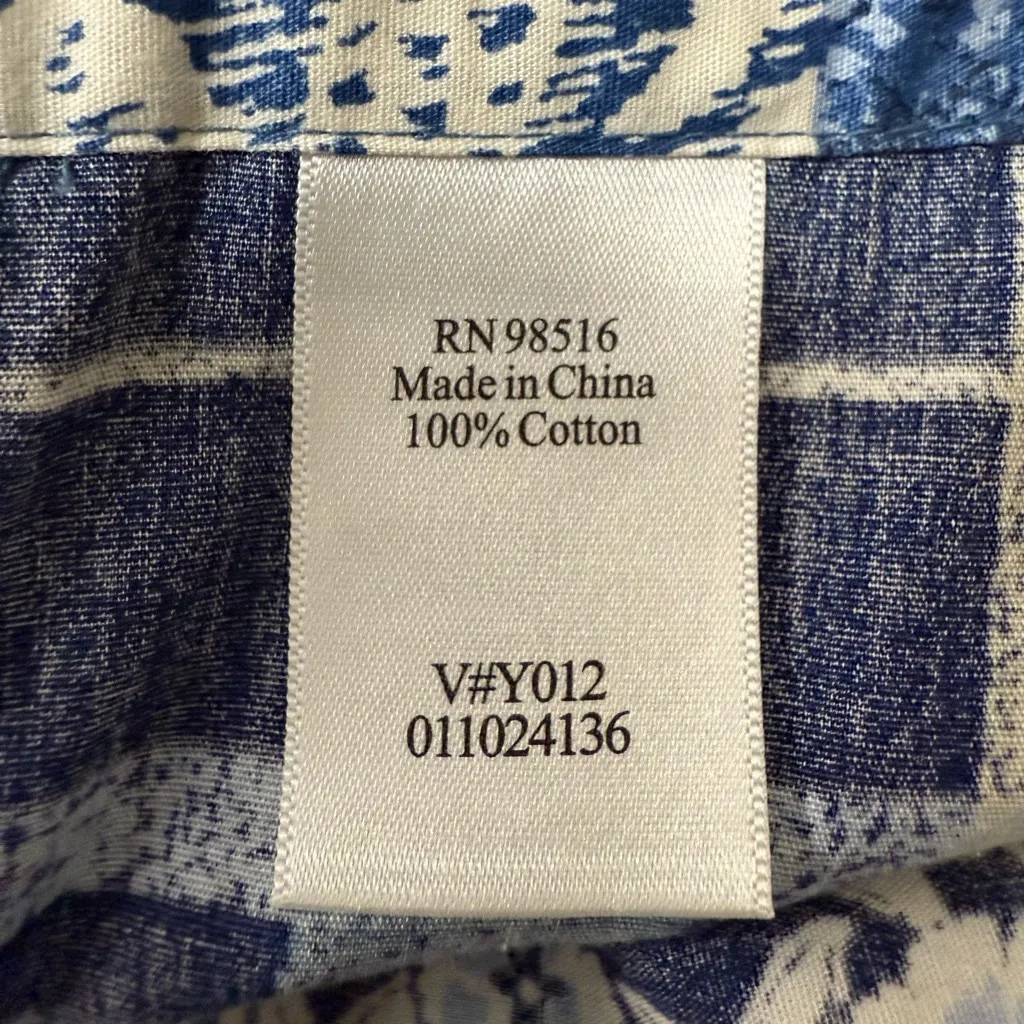 RN 98516
Made in China
100% Cotton
V#Y012
011024136